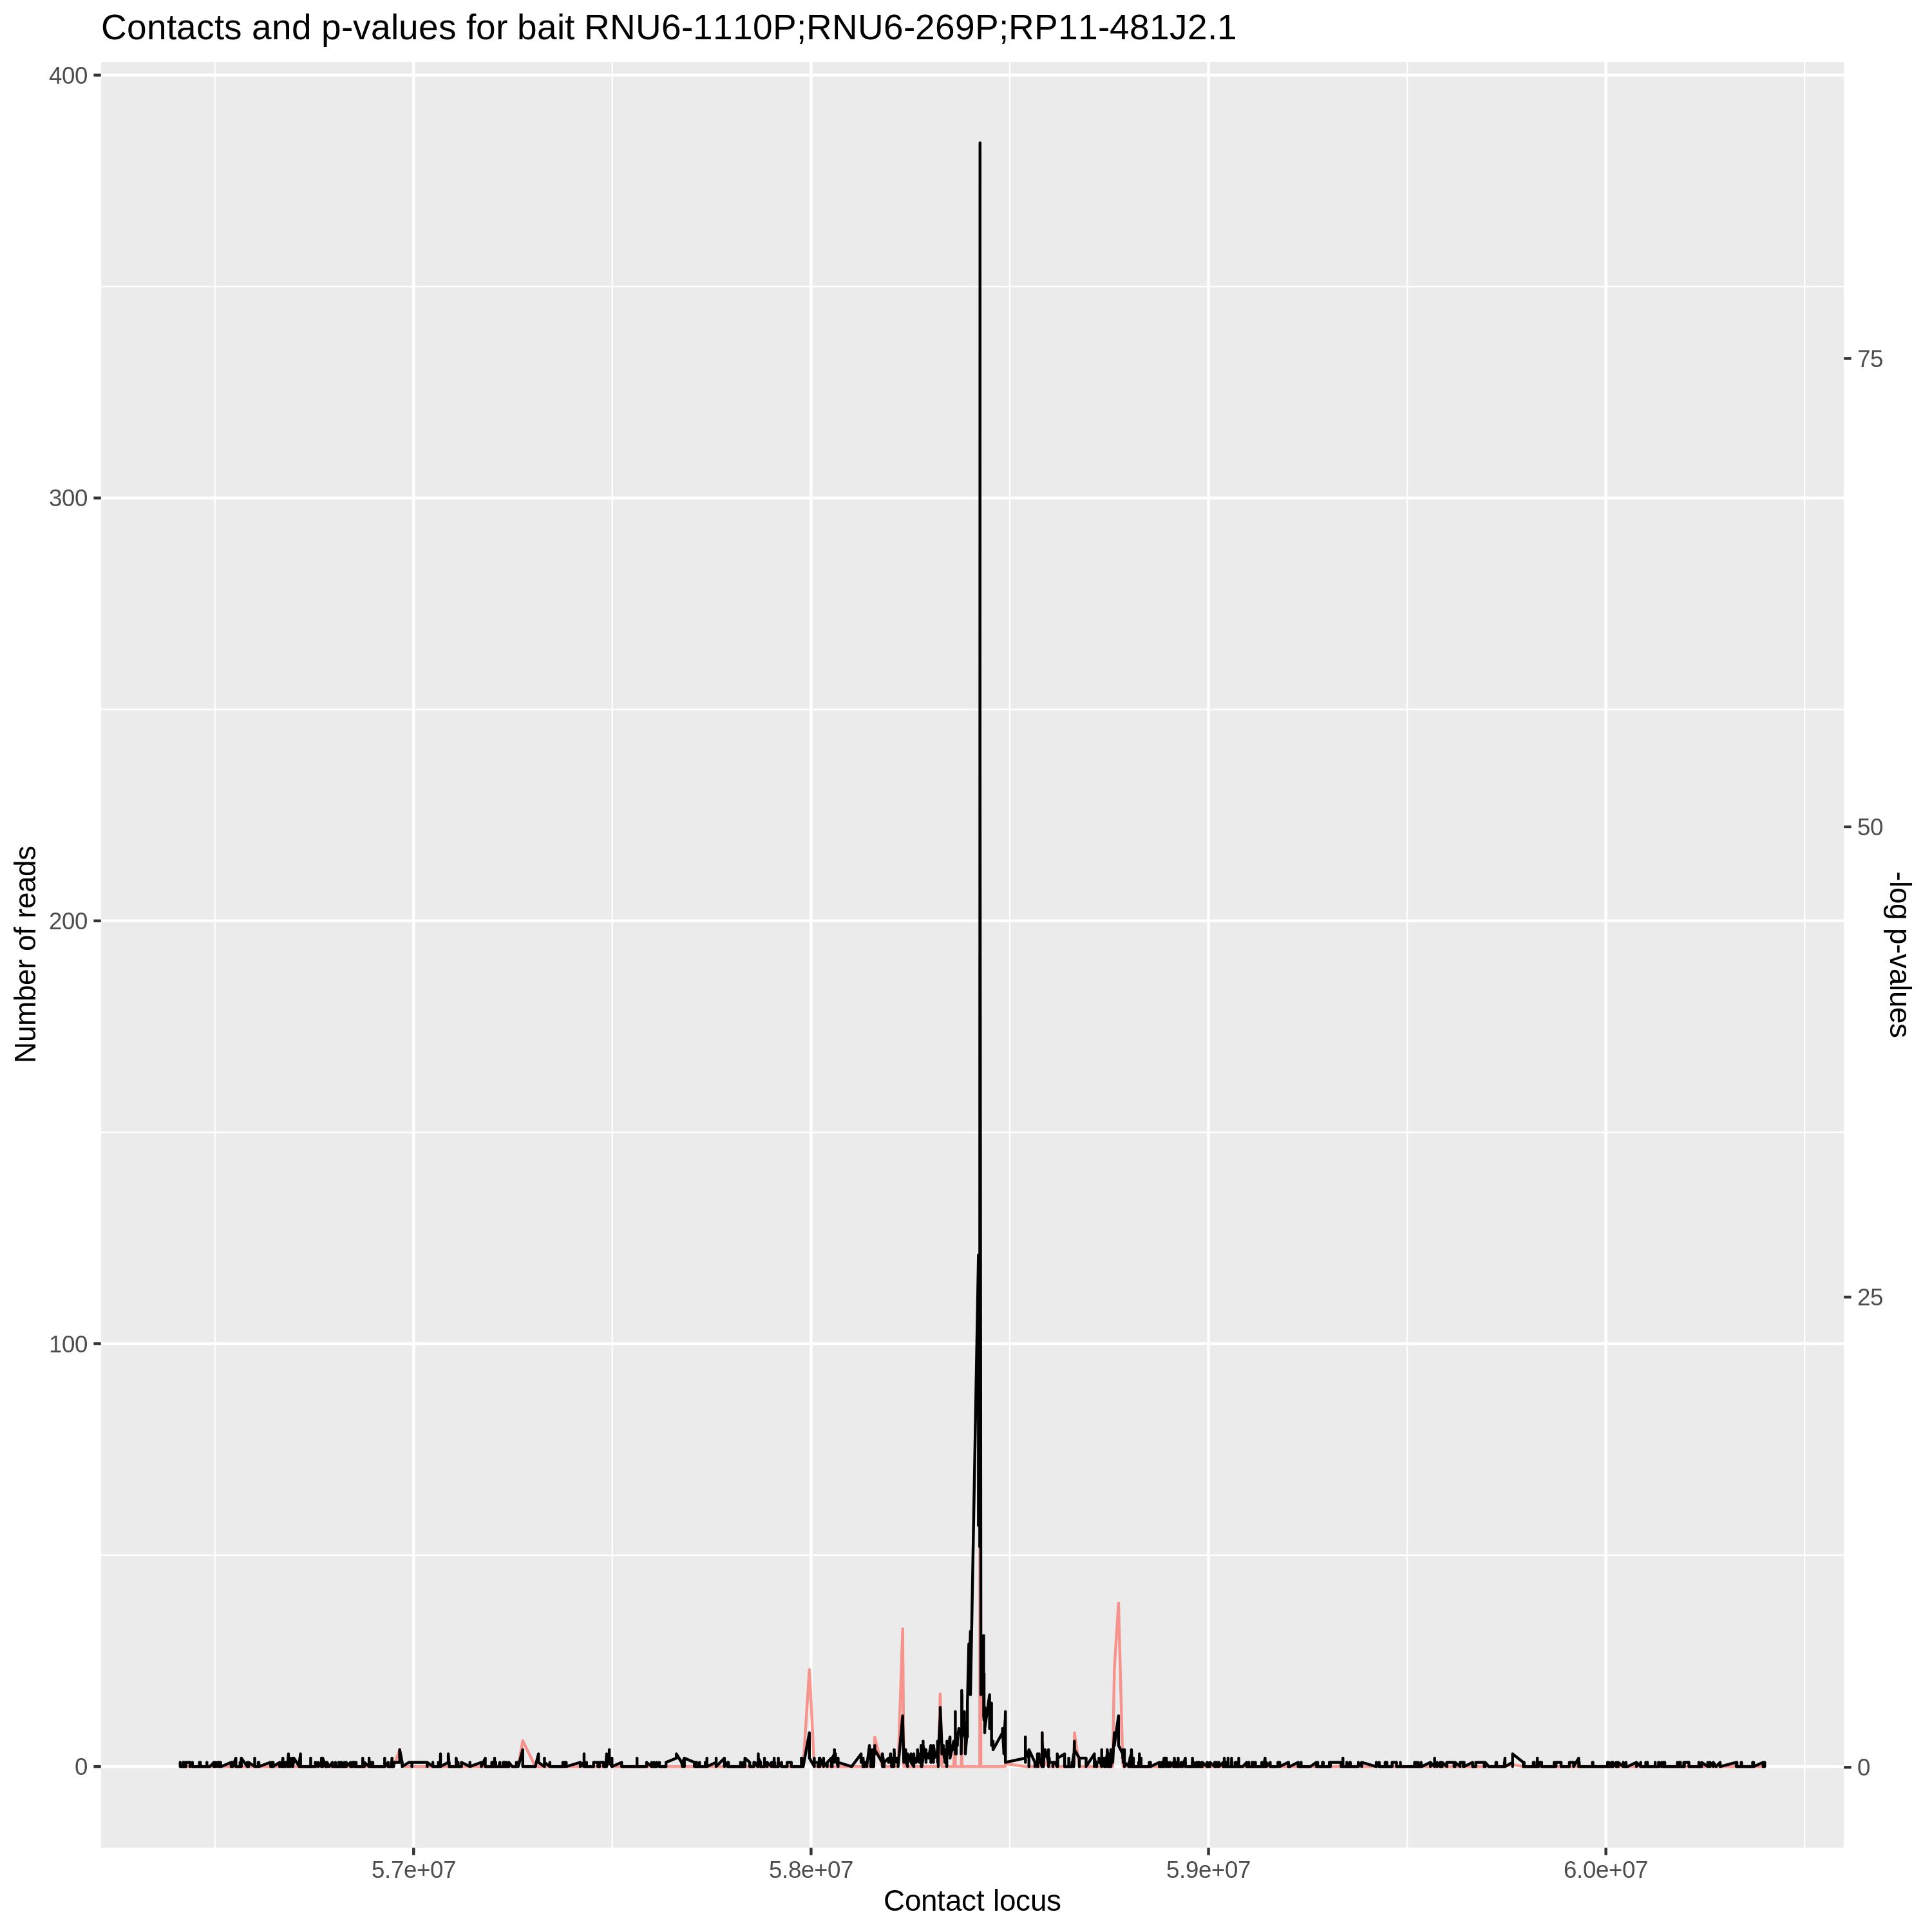 Contacts and p-values for bait RNU6-1110P;RNU6-269P;RP11-481J2.1
400
300
200
100
0
Number of reads
75
50
25
0
-log p-values
5.7e+07
5.8e+07
5.9e+07
6.0e+07
Contact locus